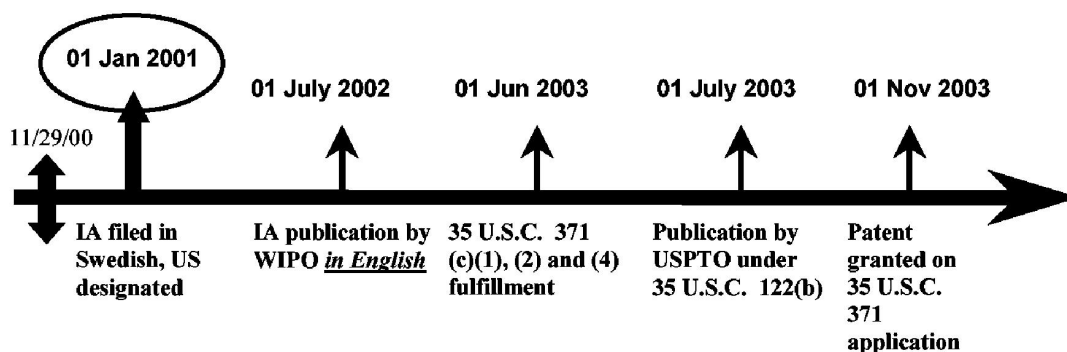 01 Jan 2001
01 July 2002
01 Jun 2003
01 July 2003
01 Nov 2003
11/29/00
IA filed in
Swedish, US
designated
IA publication by
WIPO in English
35 U.S.C. 371
(c)(1), (2) and (4)
fulfillment
Publication by
USPTO under
35 U.S.C. 122(b)
Patent
granted on
35 U.S.C.
371
application